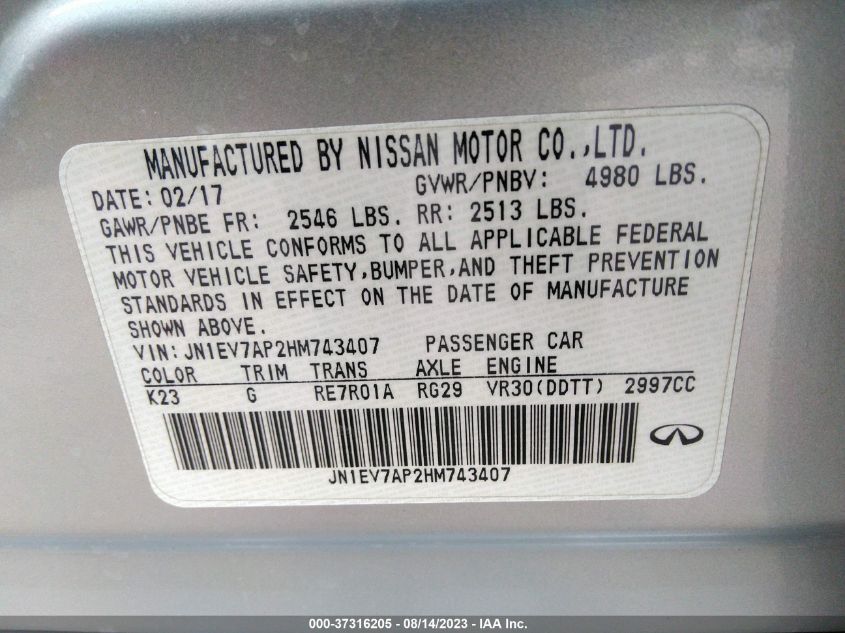 MANUFACTURED BY NISSAN MOTOR CO.,LTD.
DATE: 02/17 GVWR/PNBV: 4980 LBS.
GAWR/PNBE FR: 2546 LBS. RR: 2513 LBS.
THIS VEHICLE CONFORMS TO ALL APPLICABLE FEDERAL
MOTOR VEHICLE SAFETY,BUMPER,AND THEFT PREVENTION
STANDARDS IN EFFECT ON THE DATE OF MANUFACTURE
SHOWN ABOVE.
VIN:JN1EV7AP2HM743407 PASSENGER CAR
COLOR TRIM TRANS AXLE ENGINE
K23 G RE7R01A RG29 VR30(DDTT) 2997CC
JN1EV7AP2HM743407
000-37316205 - 08/14/2023 - IAA Inc.